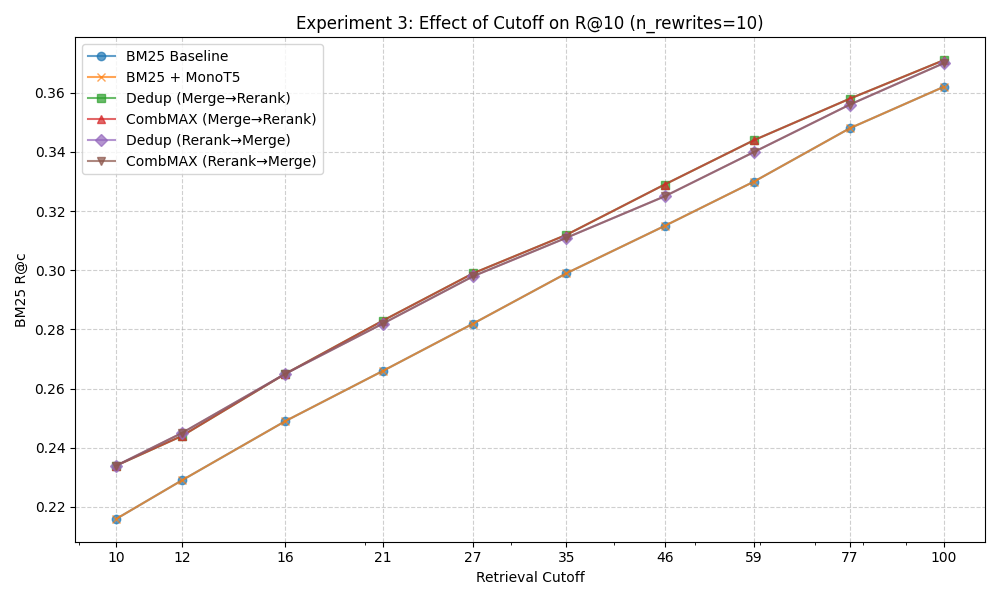 Experiment 3: Effect of Cutoff on R@10 (n_rewrites=10)
BM25 Baseline
BM25 + MonoT5
Dedup (Merge→Rerank)
CombMAX (Merge→Rerank)
Dedup (Rerank→Merge)
CombMAX (Rerank→Merge)
BM25 R@c
0.36
0.34
0.32
0.30
0.28
0.26
0.24
0.22
10 12 16 21 27 35 46 59 77 100
Retrieval Cutoff